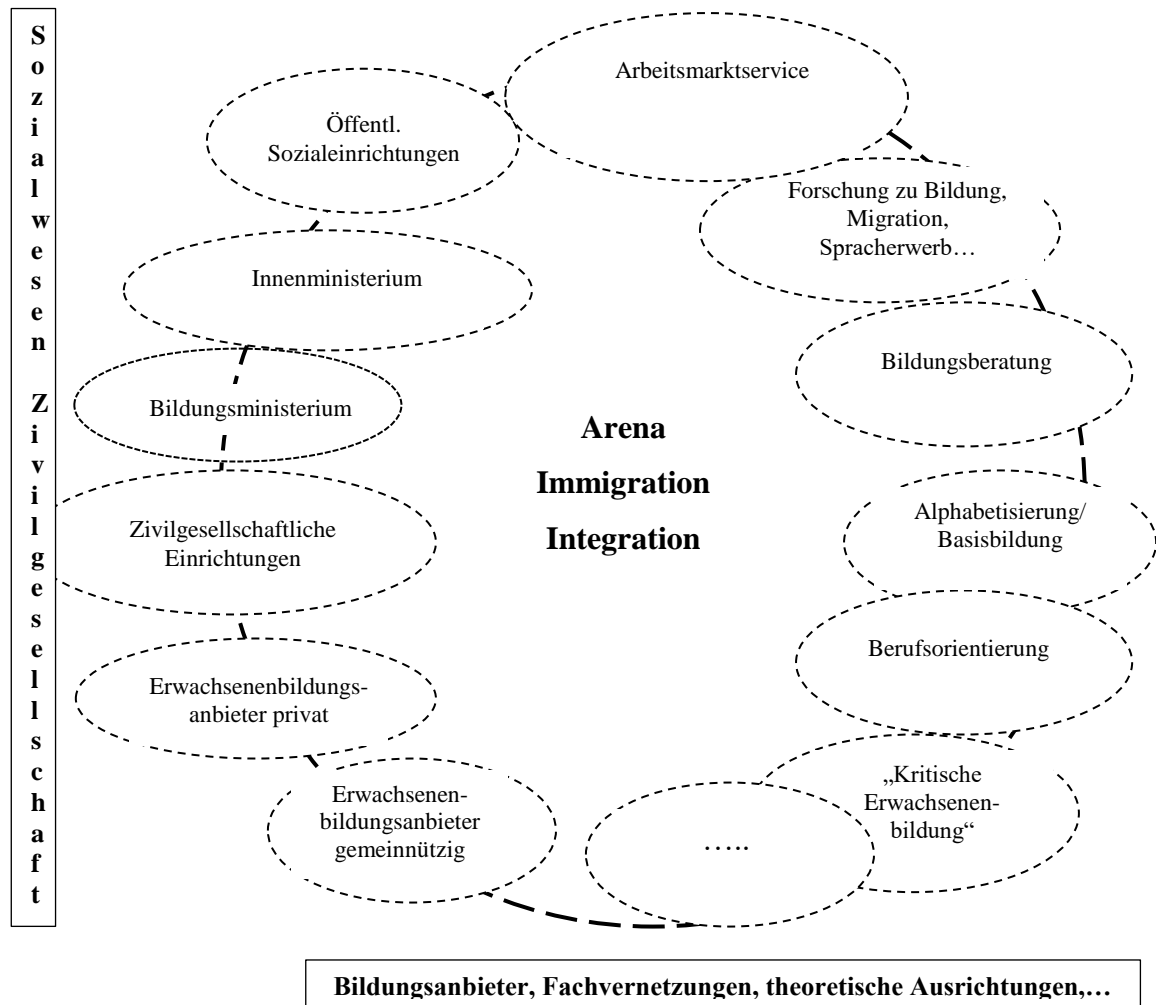 Sozialwesen Zivilgesellschaft
Arbeitsmarktservice
Öffentl.
Sozialeinrichtungen
Forschung zu Bildung,
Migration,
Spracherwerb…
Innenministerium
Bildungsberatung
Bildungsministerium
Arena
Immigration
Integration
Alphabetisierung/
Basisbildung
Zivilgesellschaftliche
Einrichtungen
Berufsorientierung
Erwachsenenbildungs-
anbieter privat
„Kritische
Erwachsenen-
bildung“
Erwachsenen-
bildungsanbieter
gemeinnützig
…..
Bildungsanbieter, Fachvernetzungen, theoretische Ausrichtungen,…